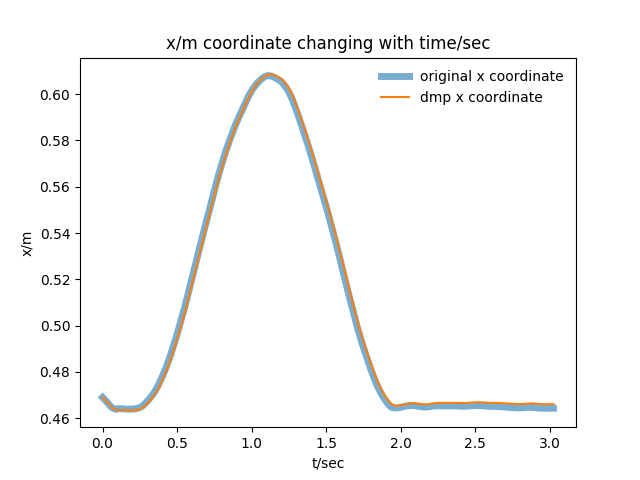 x/m coordinate changing with time/sec
original x coordinate
dmp x coordinate
x/m
0.60
0.58
0.56
0.54
0.52
0.50
0.48
0.46
0.0 0.5 1.0 1.5 2.0 2.5 3.0
t/sec